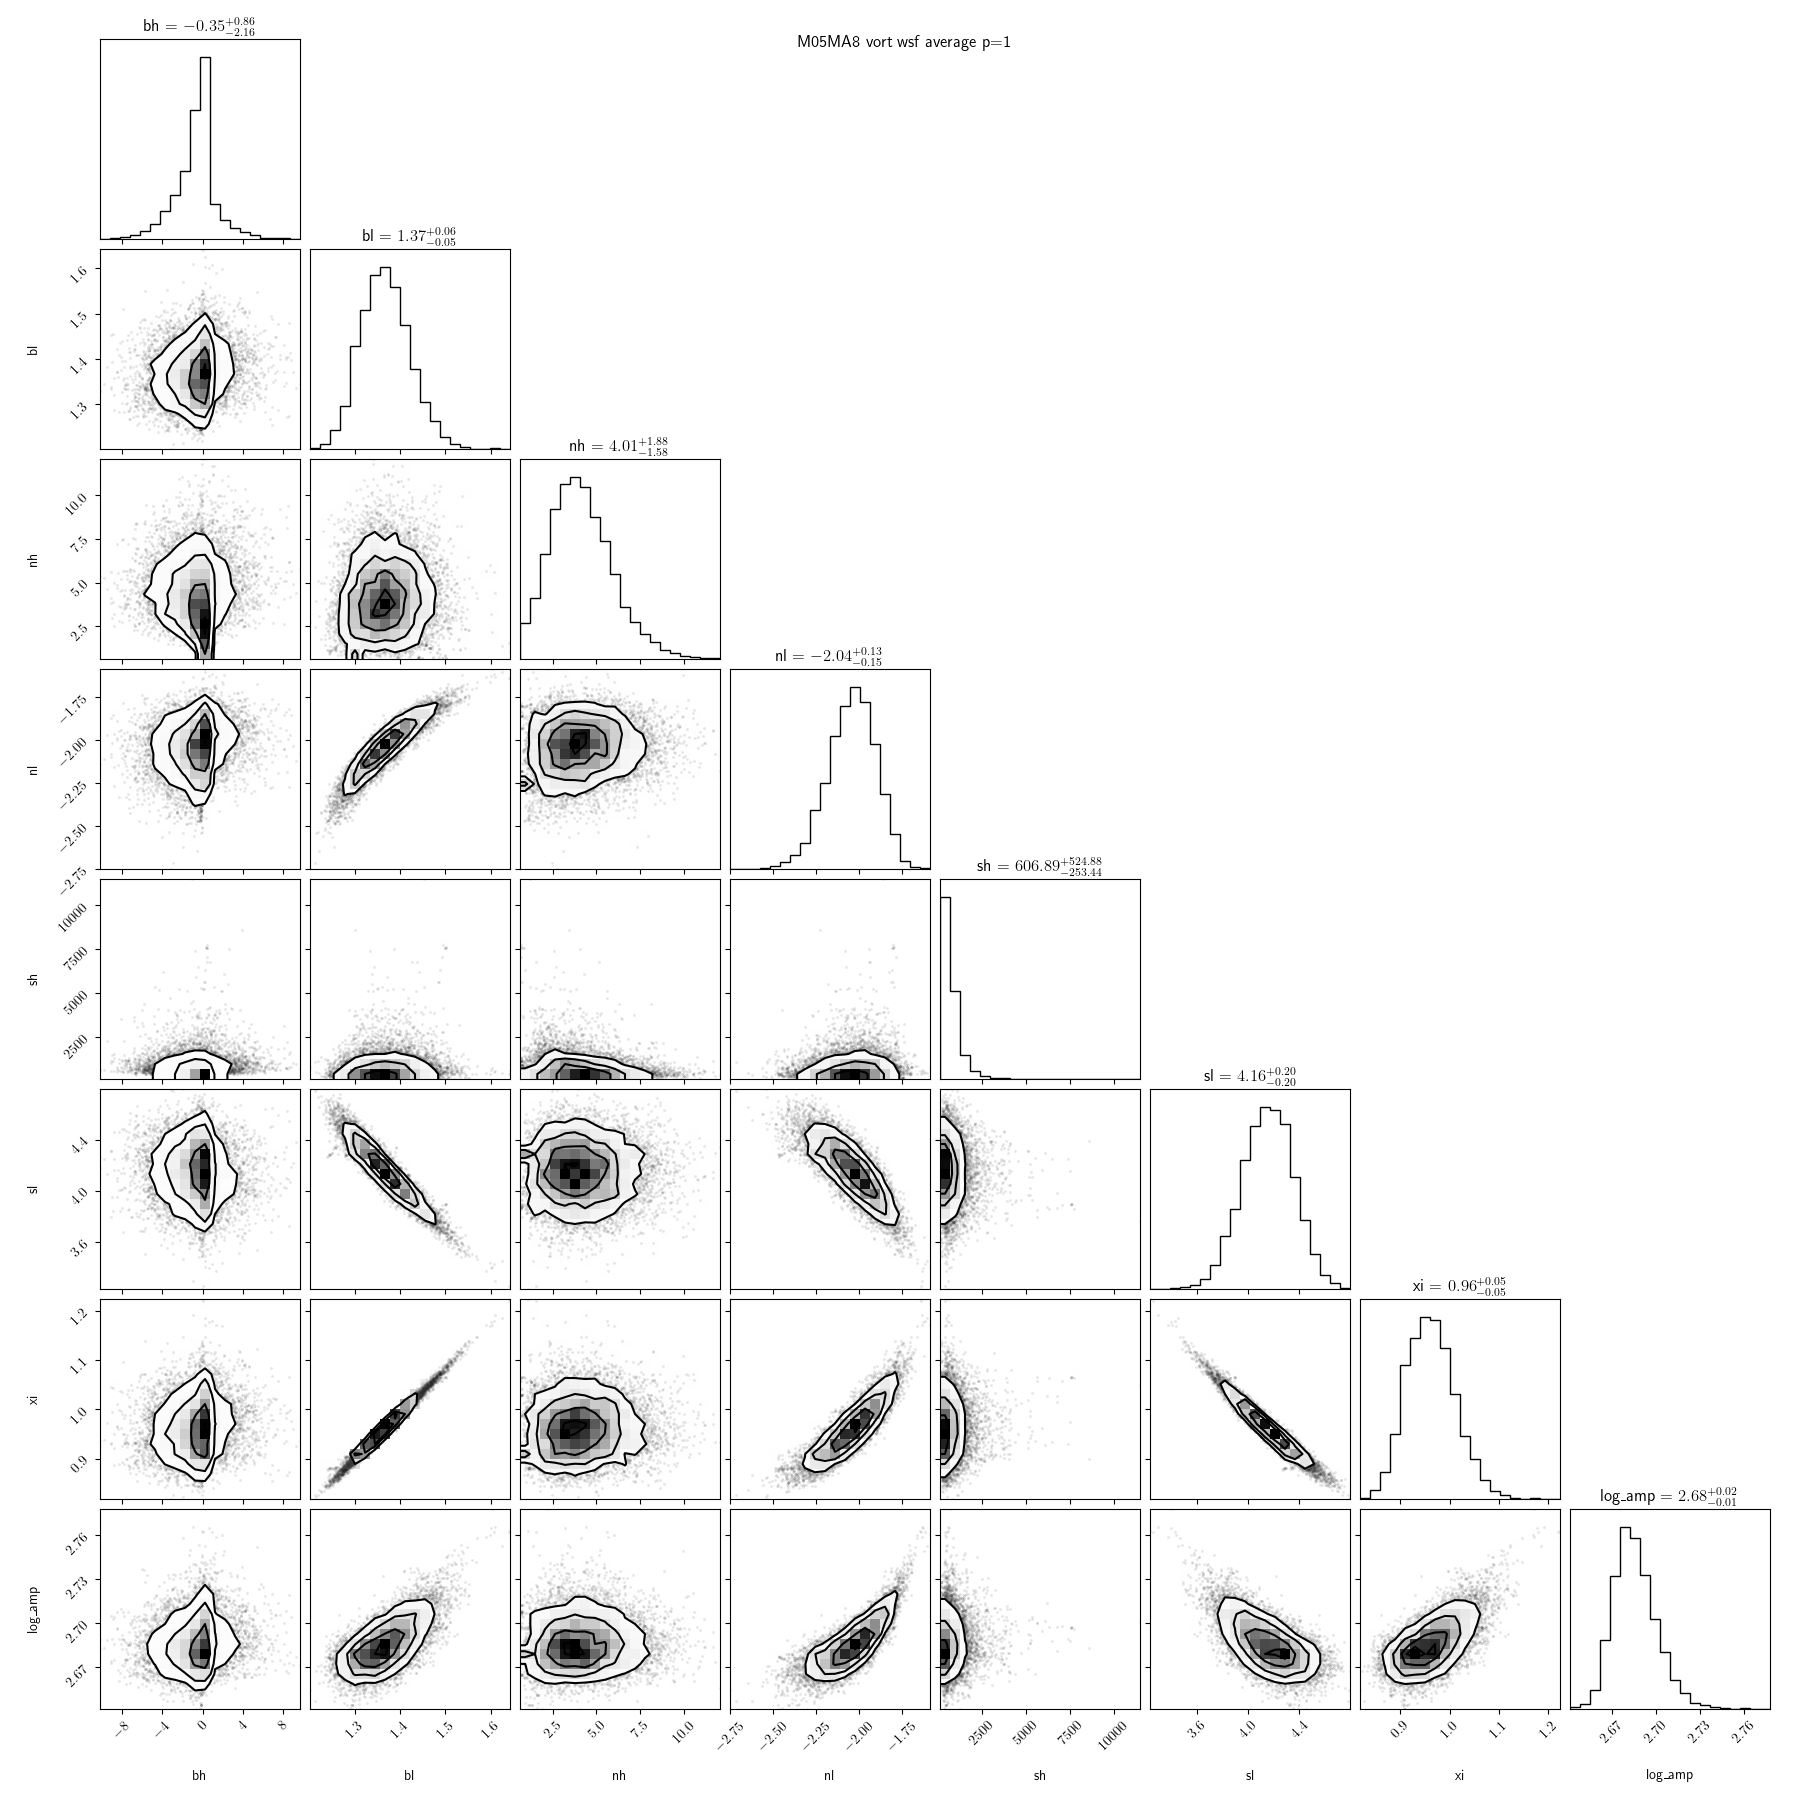 M05MA8 vort wsf average p=1
bh = −0.35+0.86−2.16
bl = 1.37+0.06−0.05
1.6
1.5
1.4
1.3
bl
nh = 4.01+1.88−1.58
10.0
7.5
5.0
2.5
nh
nl = −2.04+0.13−0.15
−1.75
−2.00
−2.25
−2.50
−2.75
nl
sh = 606.89+524.88−253.44
10000
7500
5000
2500
sh
sl = 4.16+0.20−0.20
4.4
4.0
3.6
sl
xi = 0.96+0.05−0.05
1.2
1.1
1.0
0.9
xi
log_amp = 2.68+0.02−0.01
2.76
2.73
2.70
2.67
log_amp
−8 −4 0 4 8 1.3 1.4 1.5 1.6 2.5 5.0 7.5 10.0 −2.75 −2.50 −2.25 −2.00 −1.75 2500 5000 7500 10000 3.6 4.0 4.4 0.9 1.0 1.1 1.2 2.67 2.70 2.73 2.76
bh bl nh nl sh sl xi log_amp